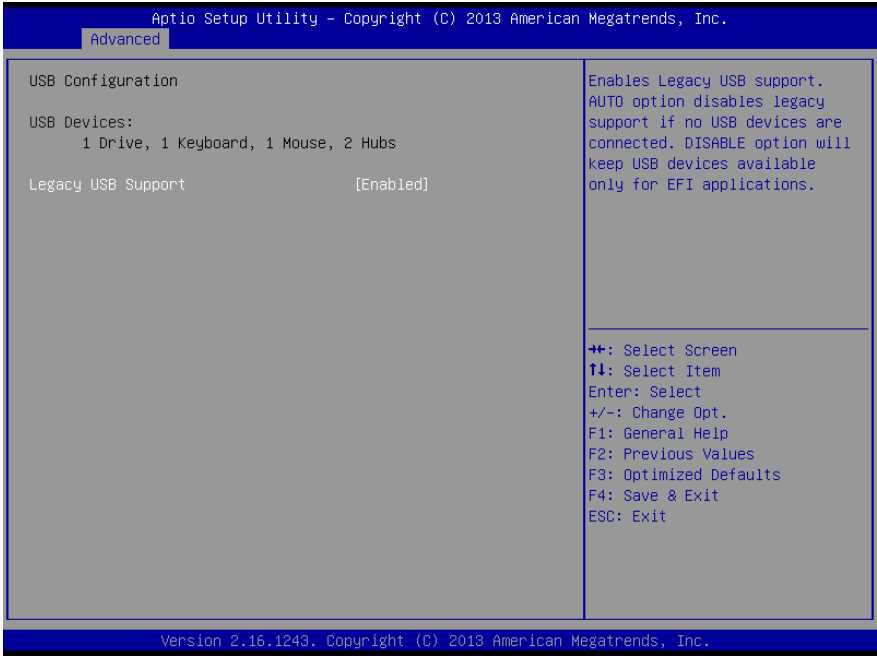 Aptio Setup Utility – Copyright (C) 2013 American Megatrends, Inc.
Advanced
USB Configuration
USB Devices:
1 Drive, 1 Keyboard, 1 Mouse, 2 Hubs
Legacy USB Support [Enabled]
Enables Legacy USB support.
AUTO option disables legacy
support if no USB devices are
connected. DISABLE option will
keep USB devices available
only for EFI applications.
→←: Select Screen
↑↓: Select Item
Enter: Select
+/-: Change Opt.
F1: General Help
F2: Previous Values
F3: Optimized Defaults
F4: Save & Exit
ESC: Exit
Version 2.16.1243. Copyright (C) 2013 American Megatrends, Inc.